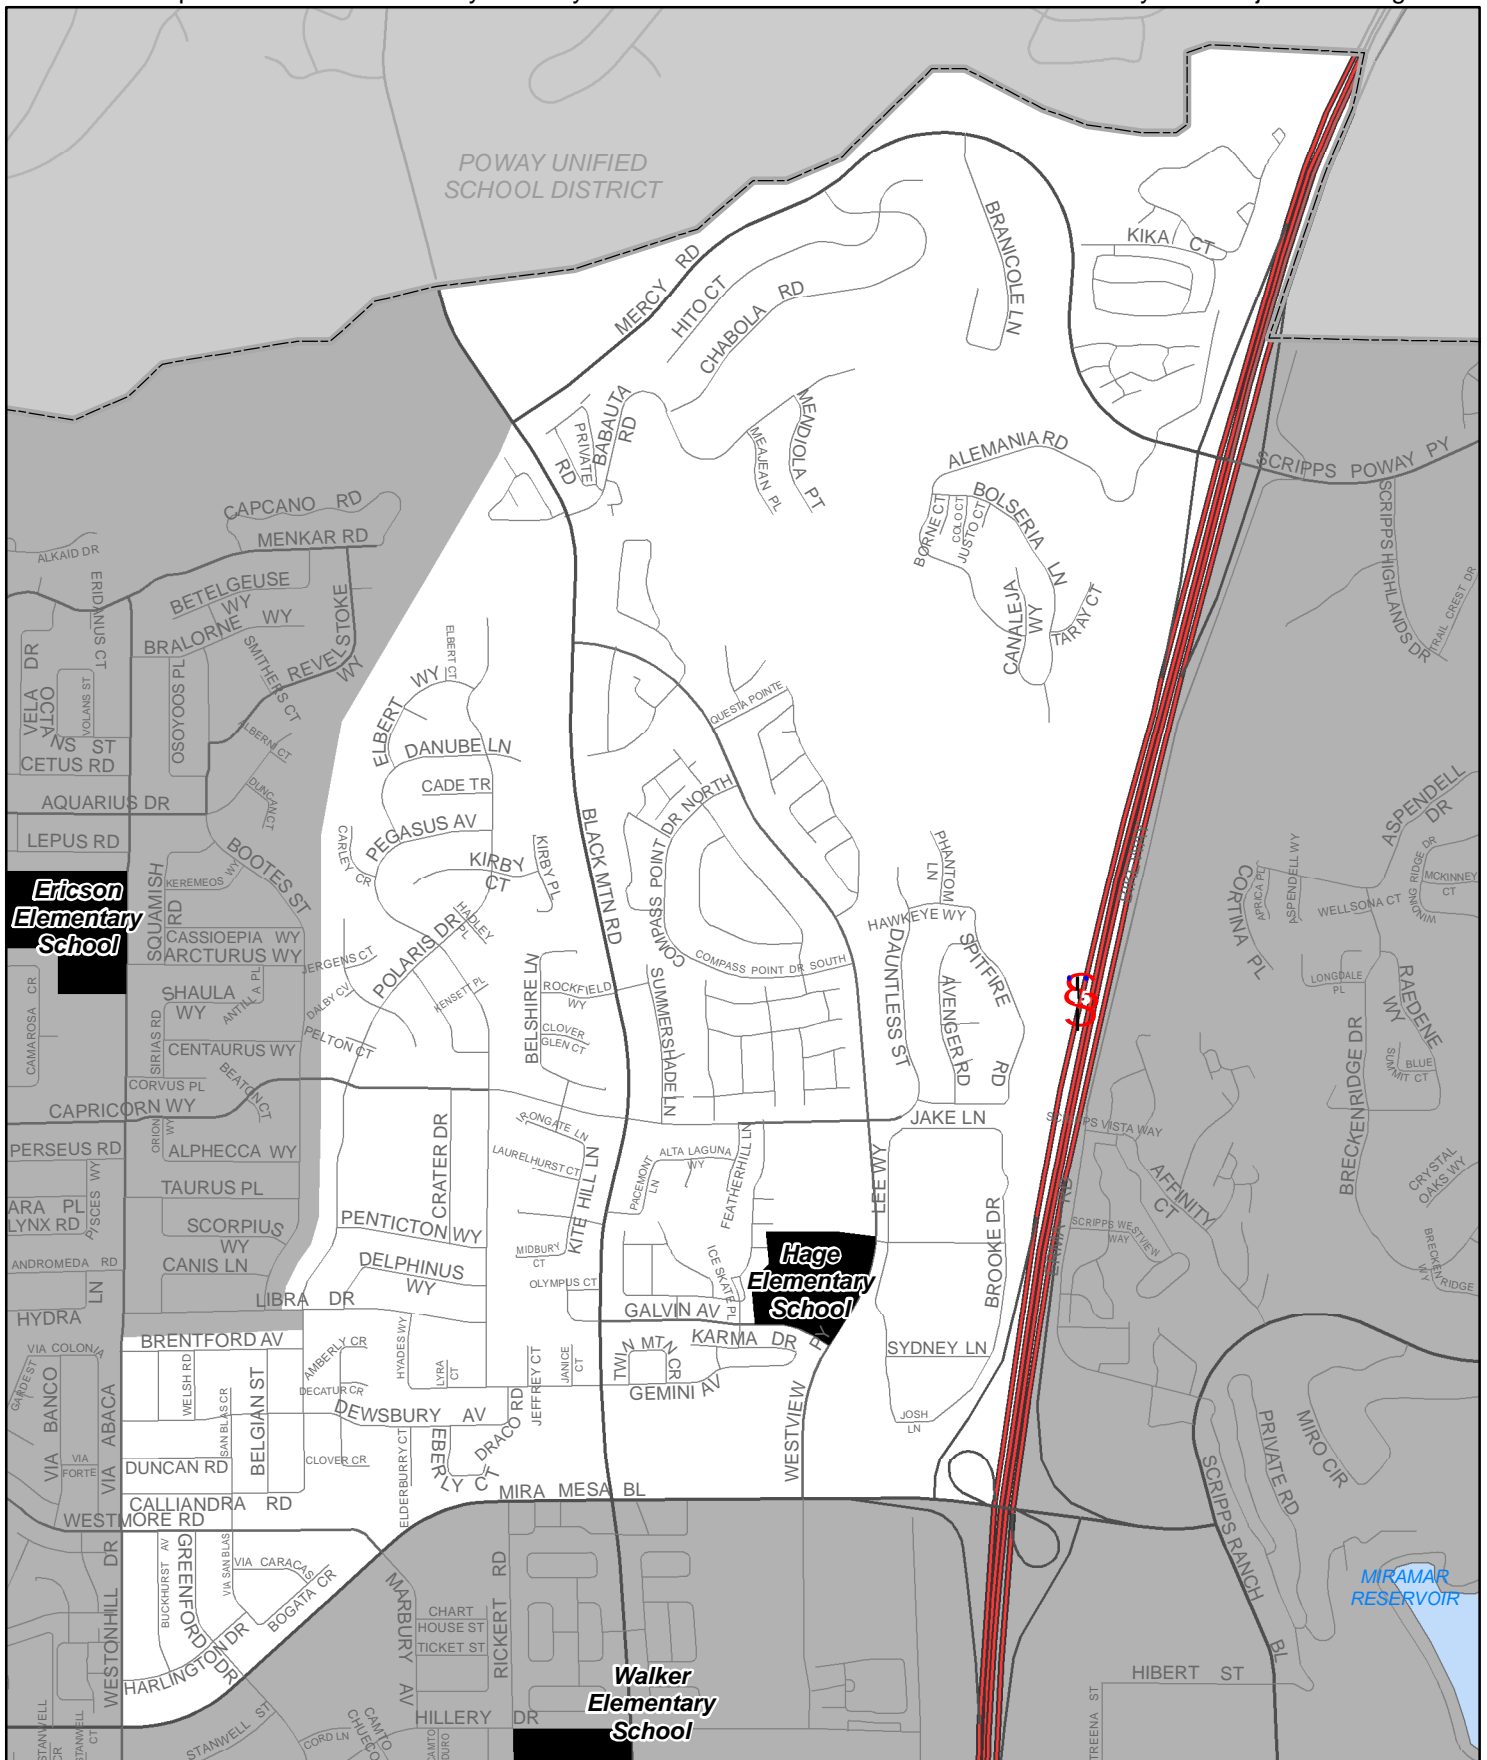 POWAY UNIFIED
SCHOOL DISTRICT
MERCY RD
HITO CT
CHABOLA RD
BRANICOLE LN
KIKA CT
PRIVATE RD
BABAUTA RD
MEAJEAN PL
MENDIOLA PT
ALEMANIA RD
SCRIPPS POWAY PY
BORNE CT
COLO CT
JUSTO CT
BOLSERIA LN
CANALEJA WY
TARAY CT
SCRIPPS HIGHLANDS DR
TRAIL CREST DR
CAPCANO RD
MENKAR RD
ALKAID DR
ERIDANUS CT
BETELGEUSE WY
BRALORNE WY
SMITHERS CT
REVELSTOKE WY
VELA DR
OCTANS ST
VOLANS ST
OSOYOOS PL
CETUS RD
ALBERNI CT
DUNCAN CT
AQUARIUS DR
LEPUS RD
BOOTES ST
ELBERT CT
ELBERT WY
DANUBE LN
CADE TR
PEGASUS AV
CARLEY CR
KIRBY CT
KIRBY PL
QUESTA POINTE
COMPASS POINT DR NORTH
BLACK MTN RD
Ericson
Elementary
School
SQUAMISH RD
KEREMEOS WY
CASSIOEPIA WY
ARCTURUS WY
SHAULA WY
ANTILLA PL
HADLEY PL
POLARIS DR
JERGENS CT
DALBY CV
KENSETT PL
PELTON CT
BELSHIRE LN
ROCKFIELD WY
CLOVER GLEN CT
COMPASS POINT DR SOUTH
SUMMERSHADE LN
PHANTOM LN
HAWKEYE WY
DAUNTLESS ST
SPITFIRE RD
AVENGER RD
JAKE LN
ASPENDELL DR
ASPENDELL WY
APRICA PL
CORTINA PL
WELLSONA CT
WINDING RIDGE DR
MCKINNEY CT
LONGDALE PL
RAEDENE WY
BLUE SUMMIT CT
BRECKENRIDGE DR
CAMAROSA CR
SIRIAS RD
CENTAURUS WY
CORVUS PL
BEATON CT
CAPRICORN WY
ORION WY
PERSEUS RD
ALPHECCA WY
TAURUS PL
ARA PL
LYNX RD
PISCES WY
SCORPIUS WY
ANDROMEDA RD
CANIS LN
HYDRA LN
LIBRA DR
CRATER DR
LAURELHURST CT
KITE HILL LN
PACEMONT LN
ALTA LAGUNA WY
FEATHERHILL LN
PENTICTON WY
DELPHINUS WY
MIDBURY CT
OLYMPUS CT
ICE SKATE PL
GALVIN AV
Hage
Elementary
School
LEE WY
BROOKE DR
SYDNEY LN
SCRIPPS VISTA WAY
AFFINITY CT
SCRIPPS WESTVIEW WAY
CRYSTAL OAKS WY
BRECKENRIDGE WY
VIA COLONIA
GARDE ST
BRENTFORD AV
WELSH RD
SAN BLAS CR
BELGIAN ST
AMBERLY CR
DECATUR CR
HYADES WY
LYRA CT
JEFFREY CT
JANICE CT
TWIN MTN CR
KARMA DR
GEMINI AV
WESTVIEW PY
JOSH LN
VIA BANCO
VIA ABACA
VIA FORTE
DEWSBURY AV
DUNCAN RD
CLOVER CR
ELDERBURRY CT
EBERLY CT
DRACO RD
CALLIANDRA RD
MIRA MESA BL
WESTMORE RD
WESTONHILL DR
BUCKHURST AV
GREENFORD DR
VIA SAN BLAS
VIA CARACAS
BOGATA CR
HARLINGTON DR
MARBURY AV
CHART HOUSE ST
TICKET ST
RICKERT RD
HILLERY DR
STANWELL CR
STANWELL CT
STANWELL ST
CORD LN
CAMTO CHUECO
CAMTO DURO
Walker
Elementary
School
PRIVATE RD
MIRO CIR
SCRIPPS RANCH BL
HIBERT ST
TREENA ST
MIRAMAR
RESERVOIR